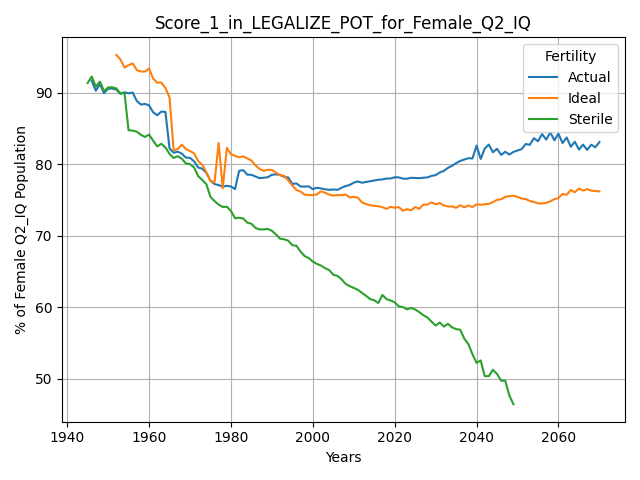 Score_1_in_LEGALIZE_POT_for_Female_Q2_IQ
Fertility
Actual
Ideal
Sterile
% of Female Q2_IQ Population
90
80
70
60
50
1940 1960 1980 2000 2020 2040 2060
Years